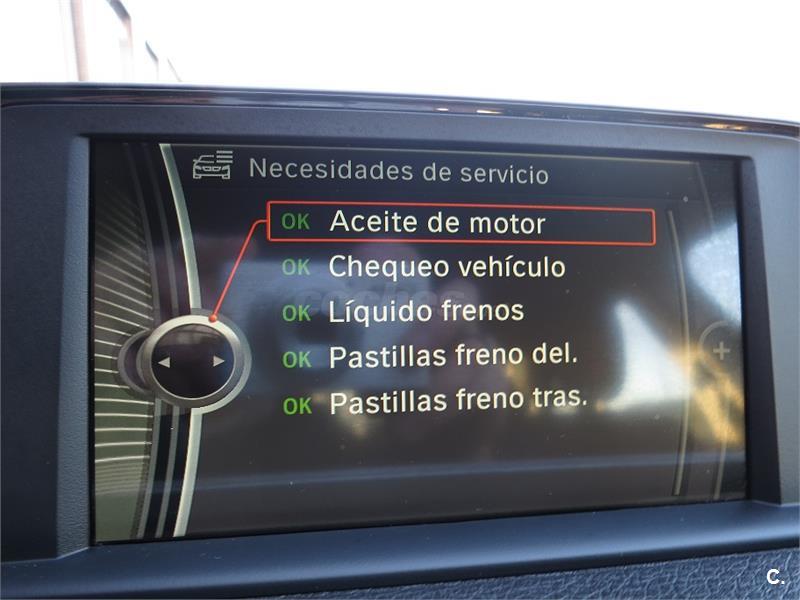 Necesidades de servicio
OK Aceite de motor
OK Chequeo vehículo
OK Líquido frenos
OK Pastillas freno del.
OK Pastillas freno tras.
C.